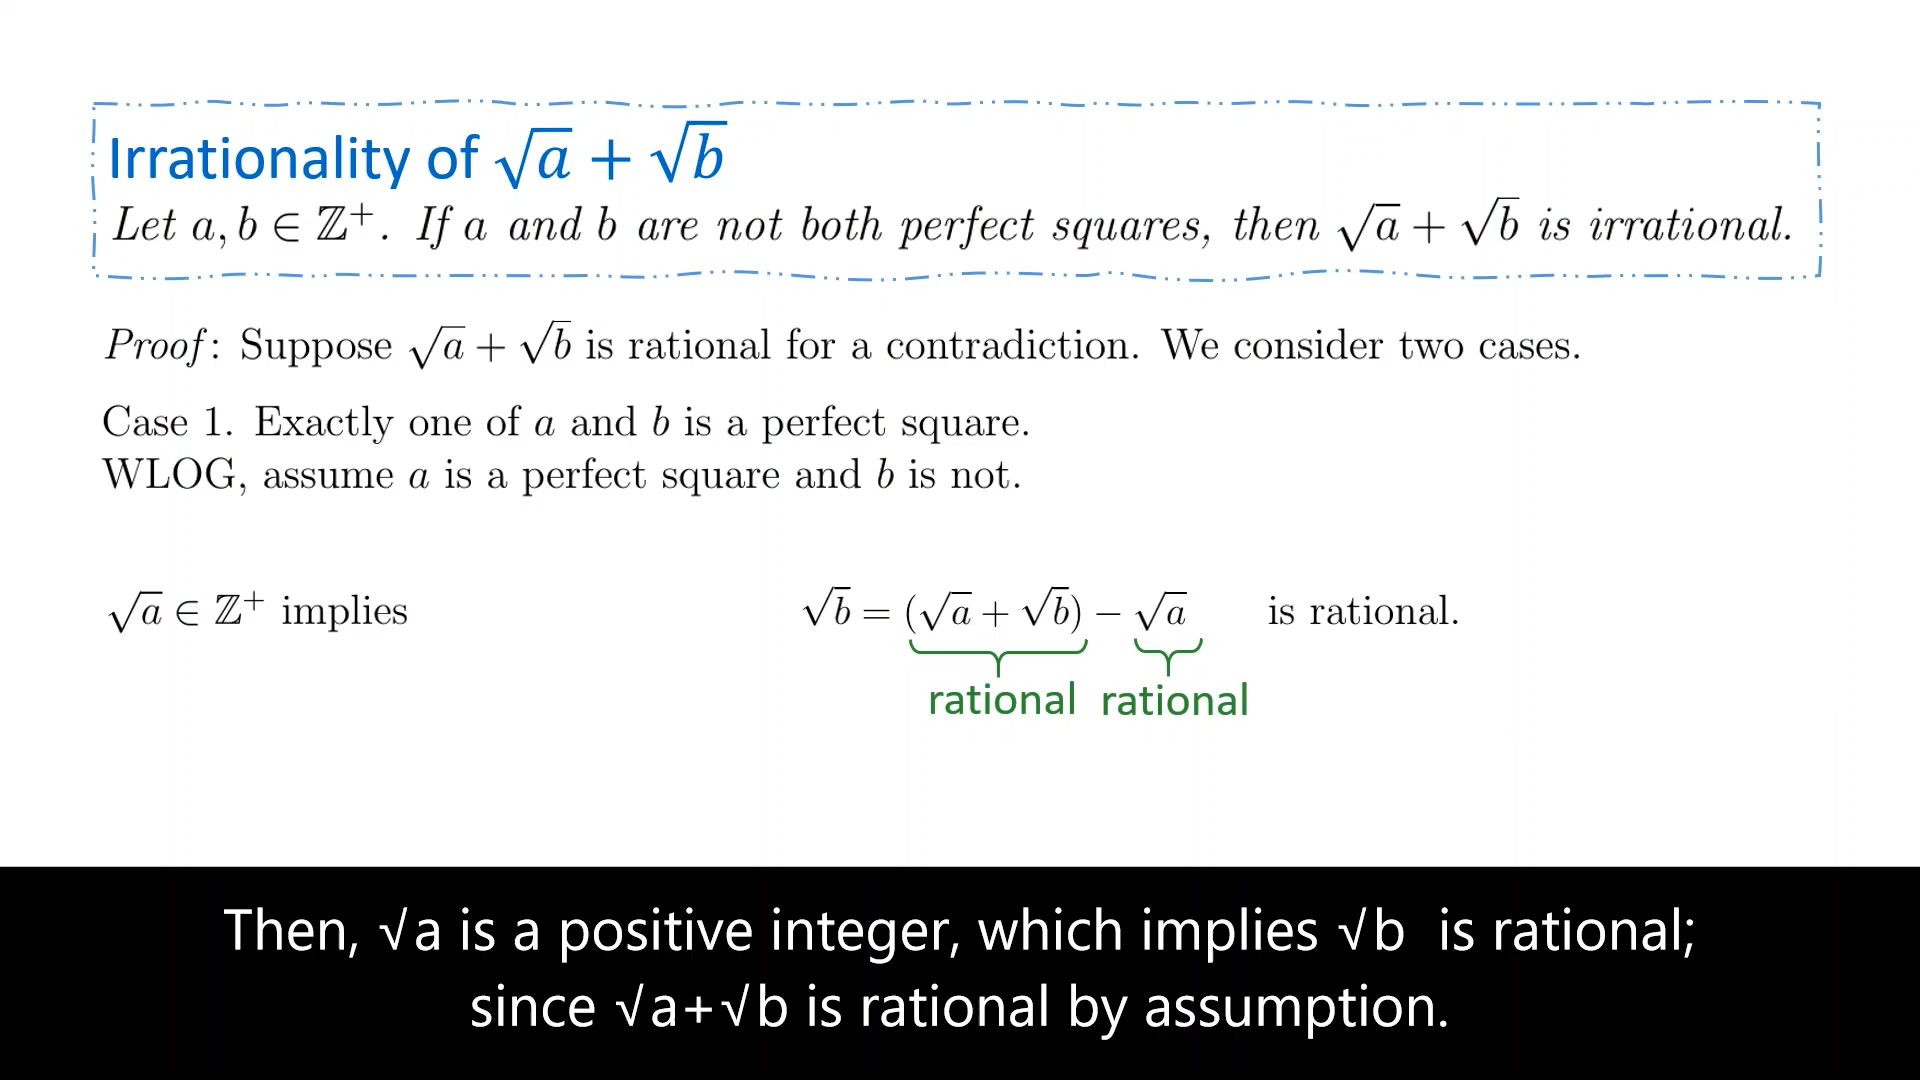 Irrationality of √a + √b
Let a, b ∈ ℤ⁺. If a and b are not both perfect squares, then √a + √b is irrational.
Proof: Suppose √a + √b is rational for a contradiction. We consider two cases.
Case 1. Exactly one of a and b is a perfect square.
WLOG, assume a is a perfect square and b is not.
√a ∈ ℤ⁺ implies √b = (√a + √b) − √a is rational.
rational rational
Then, √a is a positive integer, which implies √b is rational;
since √a+√b is rational by assumption.